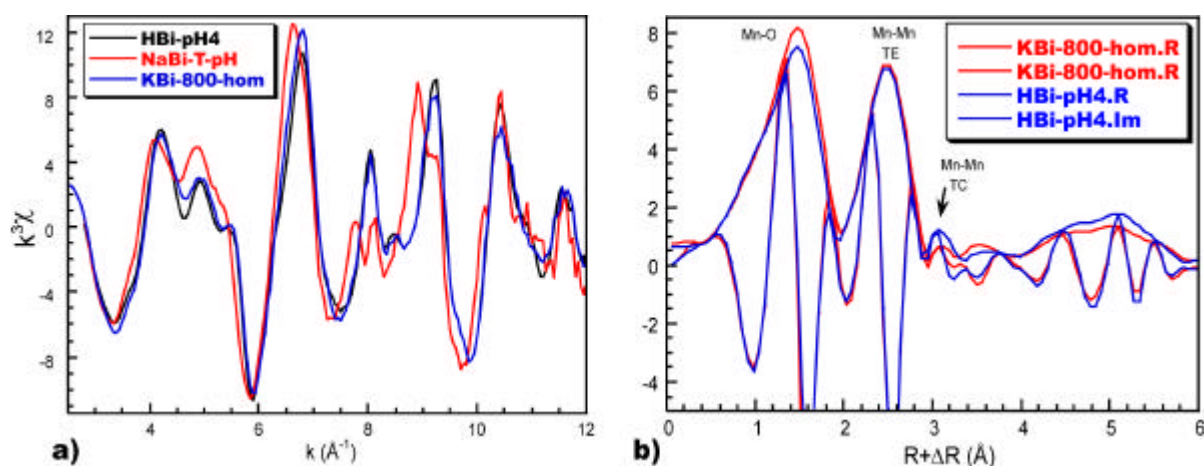 HBi-pH4
NaBi-T-pH
KBi-800-hom
12
8
4
0
-4
-8
k³χ
4
6
8
10
12
k (Å⁻¹)
a)
Mn-O
Mn-Mn
TE
Mn-Mn
TC
KBi-800-hom.R
KBi-800-hom.R
HBi-pH4.R
HBi-pH4.Im
8
6
4
2
0
-2
-4
0
1
2
3
4
5
6
R+ΔR (Å)
b)